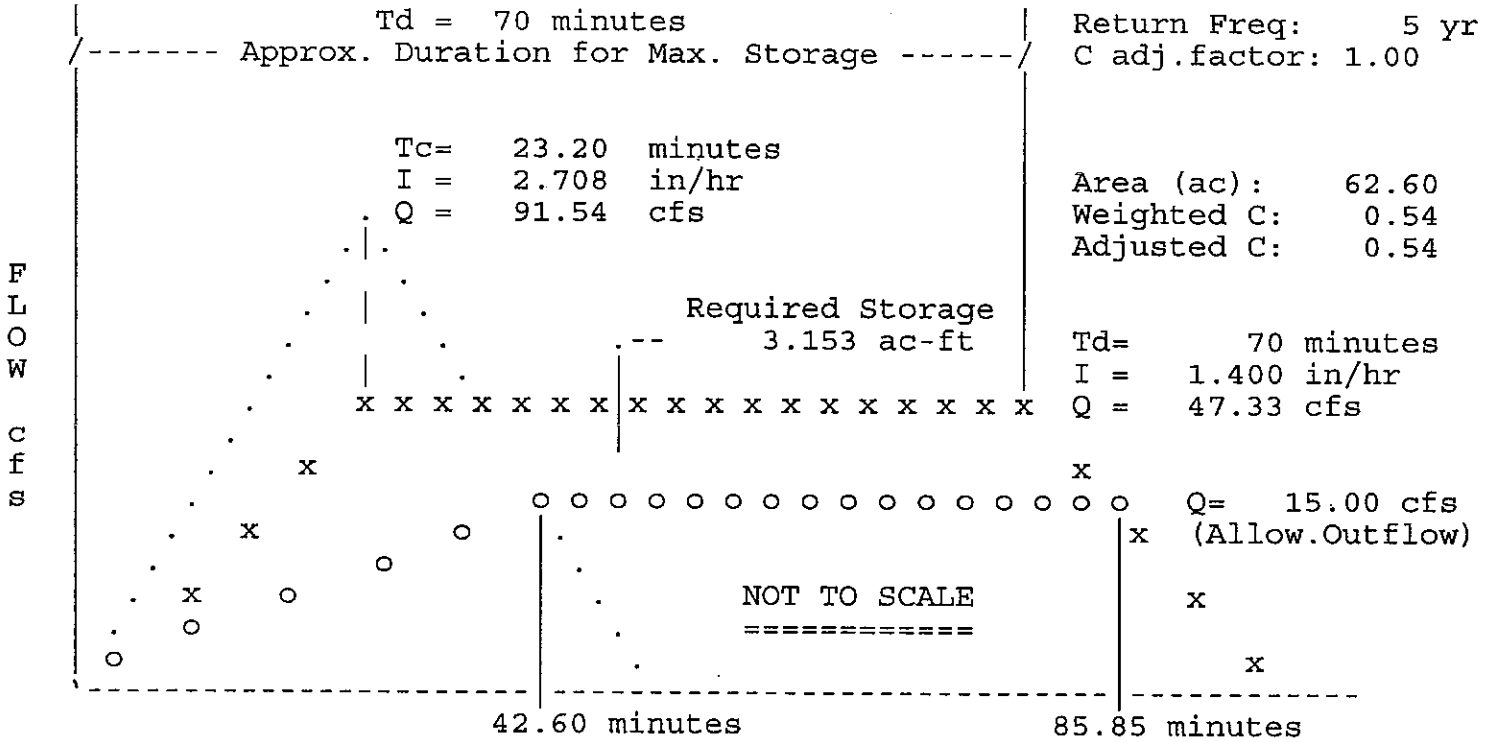 Td = 70 minutes
/------- Approx. Duration for Max. Storage ------/
Return Freq: 5 yr
C adj.factor: 1.00
Tc= 23.20 minutes
I = 2.708 in/hr
Q = 91.54 cfs
Area (ac): 62.60
Weighted C: 0.54
Adjusted C: 0.54
FLOW cfs
Required Storage
3.153 ac-ft
Td= 70 minutes
I = 1.400 in/hr
Q = 47.33 cfs
x x x x x x x x x x x x x x x x x x
x
x
o o o o o o o o o o o o o o o o
Q= 15.00 cfs
x o
x (Allow.Outflow)
o
x o
NOT TO SCALE
============
x
o
o
x
42.60 minutes
85.85 minutes